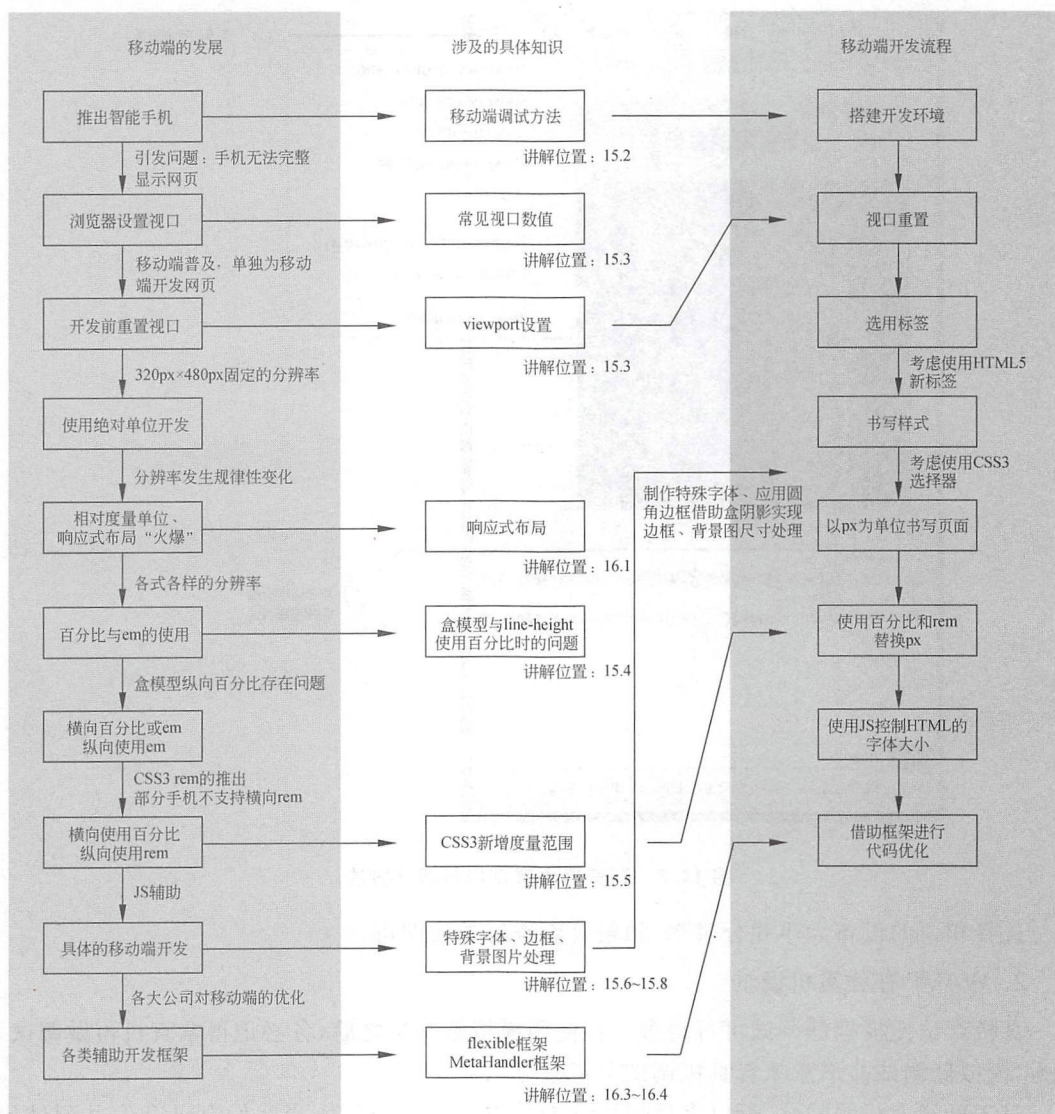 移动端的发展
推出智能手机
引发问题：手机无法完整
显示网页
浏览器设置视口
移动端普及，单独为移动
端开发网页
开发前重置视口
320px×480px固定的分辨率
使用绝对单位开发
分辨率发生规律性变化
相对度量单位、
响应式布局“火爆”
各式各样的分辨率
百分比与em的使用
盒模型纵向百分比存在问题
横向百分比或em
纵向使用em
CSS3 rem的推出
部分手机不支持横向rem
横向使用百分比
纵向使用rem
JS辅助
具体的移动端开发
各大公司对移动端的优化
各类辅助开发框架
涉及的具体知识
移动端调试方法
讲解位置：15.2
常见视口数值
讲解位置：15.3
viewport设置
讲解位置：15.3
响应式布局
讲解位置：16.1
盒模型与line-height
使用百分比时的问题
讲解位置：15.4
CSS3新增度量范围
讲解位置：15.5
特殊字体、边框、
背景图片处理
讲解位置：15.6~15.8
flexible框架
MetaHandler框架
讲解位置：16.3~16.4
制作特殊字体、应用圆
角边框借助盒阴影实现
边框、背景图尺寸处理
移动端开发流程
搭建开发环境
视口重置
选用标签
考虑使用HTML5
新标签
书写样式
考虑使用CSS3
选择器
以px为单位书写页面
使用百分比和rem
替换px
使用JS控制HTML的
字体大小
借助框架进行
代码优化